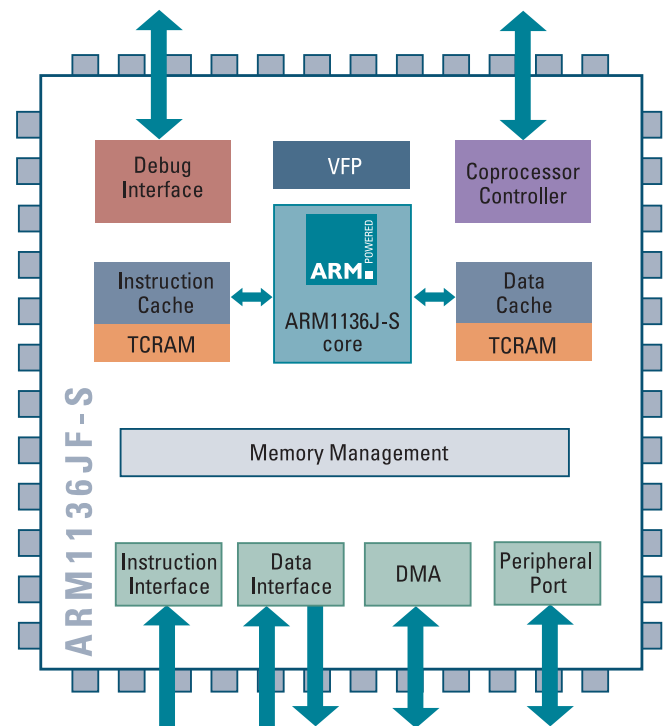 Debug
Interface
VFP
Coprocessor
Controller
Instruction
Cache
TCRAM
ARM
POWERED
ARM1136J-S
core
Data
Cache
TCRAM
ARM1136JF-S
Memory Management
Instruction
Interface
Data
Interface
DMA
Peripheral
Port